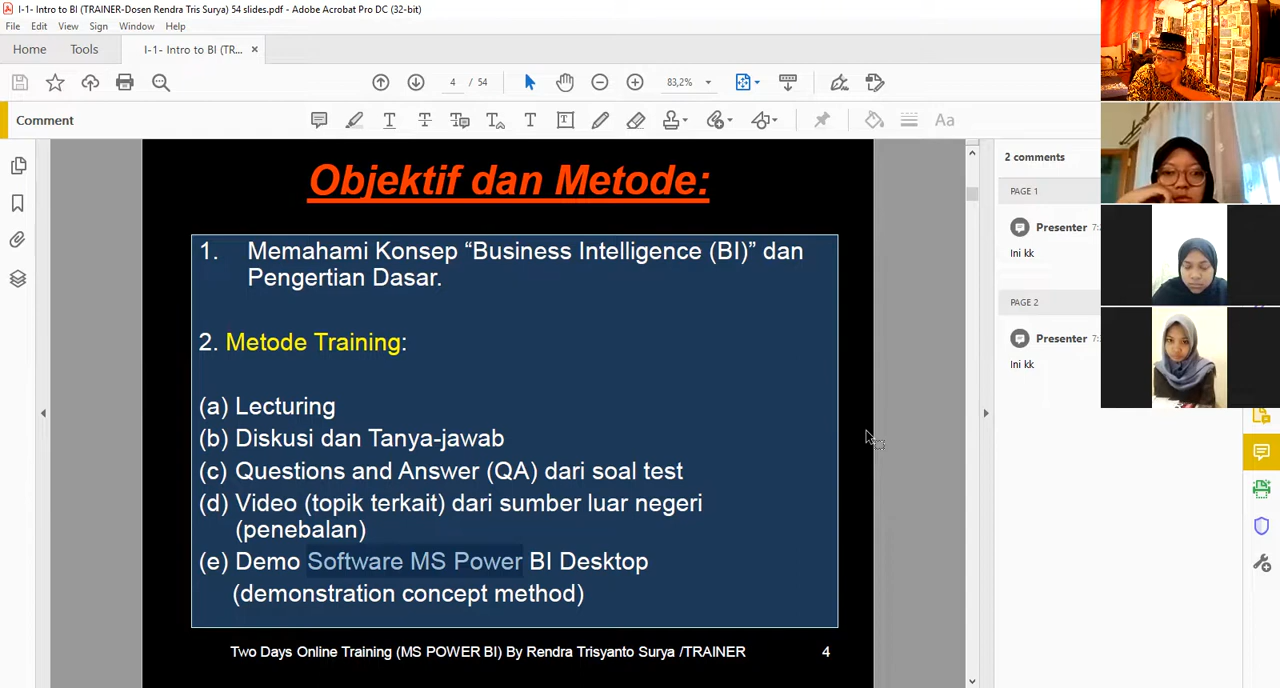 I-1- Intro to BI (TRAINER-Dosen Rendra Tris Surya) 54 slides.pdf - Adobe Acrobat Pro DC (32-bit)
File Edit View Sign Window Help
Home Tools I-1- Intro to BI (TR... ×
4 / 54 83,2%
Comment
Aa
Objektif dan Metode:
1. Memahami Konsep “Business Intelligence (BI)” dan
Pengertian Dasar.
2. Metode Training:
(a) Lecturing
(b) Diskusi dan Tanya-jawab
(c) Questions and Answer (QA) dari soal test
(d) Video (topik terkait) dari sumber luar negeri
(penebalan)
(e) Demo Software MS Power BI Desktop
(demonstration concept method)
Two Days Online Training (MS POWER BI) By Rendra Trisyanto Surya /TRAINER 4
2 comments
PAGE 1
Presenter
Ini kk
PAGE 2
Presenter
Ini kk